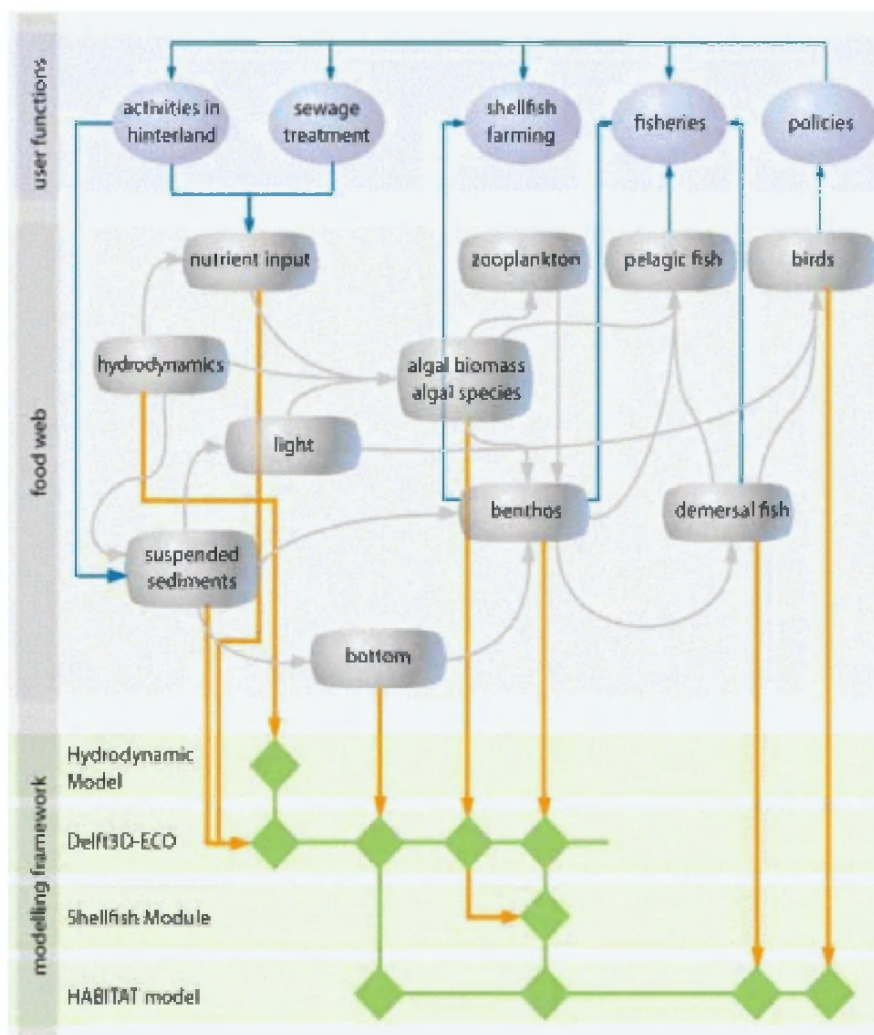 user functions
activities in
hinterland
sewage
treatment
shellfish
farming
fisheries
policies
food web
nutrient input
zooplankton
pelagic fish
birds
hydrodynamics
algal biomass
algal species
light
benthos
demersal fish
suspended
sediments
bottom
modelling framework
Hydrodynamic
Model
Delft3D-ECO
Shellfish Module
HABITAT model